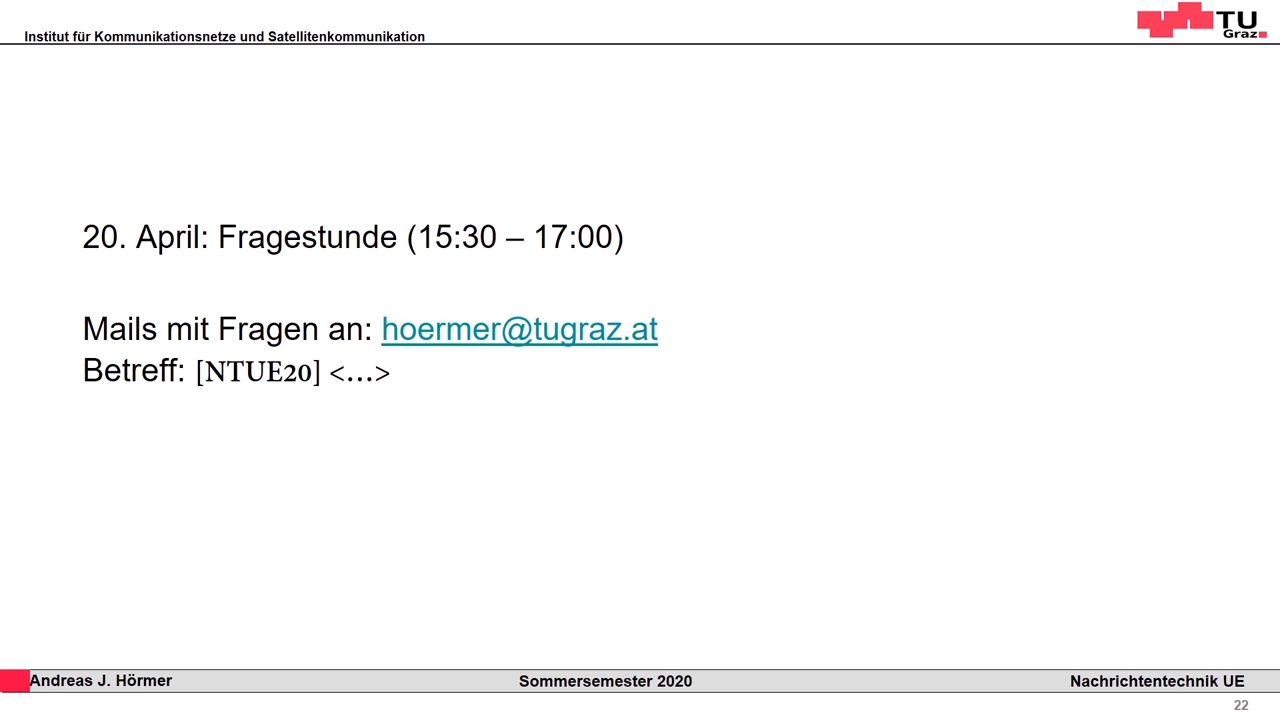 Institut für Kommunikationsnetze und Satellitenkommunikation
TU
Graz
20. April: Fragestunde (15:30 – 17:00)
Mails mit Fragen an: hoermer@tugraz.at
Betreff: [NTUE20] <...>
Andreas J. Hörmer
Sommersemester 2020
Nachrichtentechnik UE
22